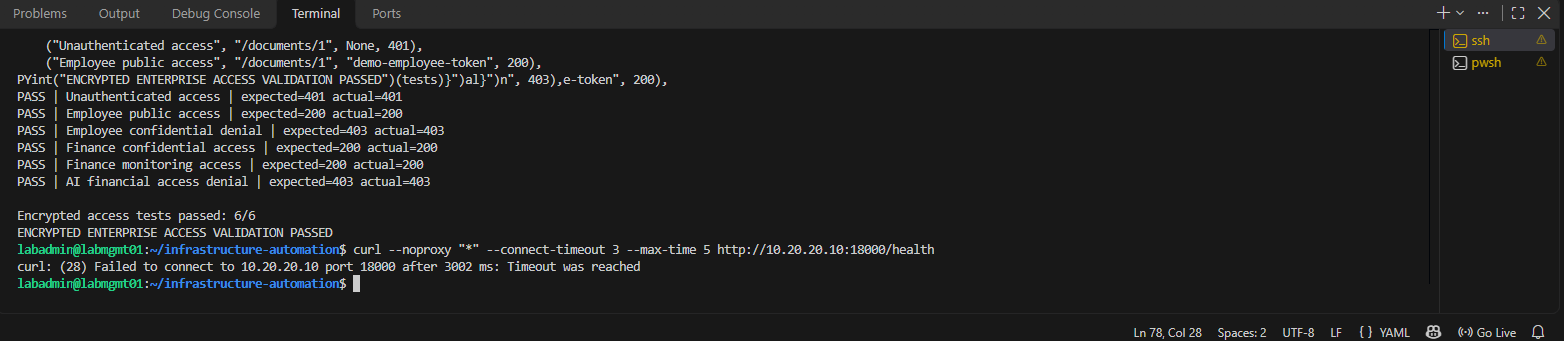 Problems Output Debug Console Terminal Ports
("Unauthenticated access", "/documents/1", None, 401),
("Employee public access", "/documents/1", "demo-employee-token", 200),
PYint("ENCRYPTED ENTERPRISE ACCESS VALIDATION PASSED")(tests)}")al}")n", 403),e-token", 200),
PASS | Unauthenticated access | expected=401 actual=401
PASS | Employee public access | expected=200 actual=200
PASS | Employee confidential denial | expected=403 actual=403
PASS | Finance confidential access | expected=200 actual=200
PASS | Finance monitoring access | expected=200 actual=200
PASS | AI financial access denial | expected=403 actual=403
Encrypted access tests passed: 6/6
ENCRYPTED ENTERPRISE ACCESS VALIDATION PASSED
labadmin@labmgmt01:~/infrastructure-automation$ curl --noproxy "*" --connect-timeout 3 --max-time 5 http://10.20.20.10:18000/health
curl: (28) Failed to connect to 10.20.20.10 port 18000 after 3002 ms: Timeout was reached
labadmin@labmgmt01:~/infrastructure-automation$
ssh
pwsh
Ln 78, Col 28 Spaces: 2 UTF-8 LF { } YAML Go Live